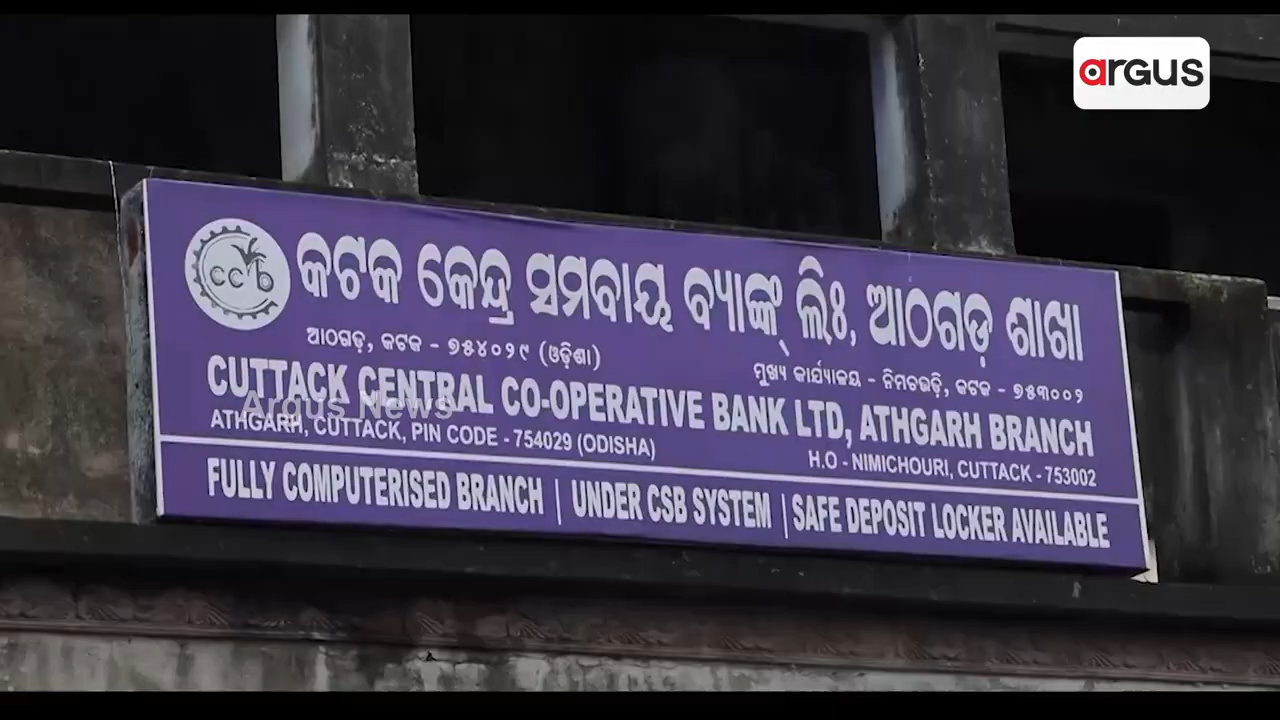 argus
ccb
କଟକ କେନ୍ଦ୍ର ସମବାୟ ବ୍ୟାଙ୍କ୍ ଲିଃ, ଆଠଗଡ଼ ଶାଖା
ଆଠଗଡ଼, କଟକ - ୭୫୪୦୨୯ (ଓଡ଼ିଶା)
ମୁଖ୍ୟ କାର୍ଯ୍ୟାଳୟ - ନିମଚଉଡ଼ି, କଟକ - ୭୫୩୦୦୨
CUTTACK CENTRAL CO-OPERATIVE BANK LTD, ATHGARH BRANCH
Argus News
ATHGARH, CUTTACK, PIN CODE - 754029 (ODISHA)
H.O - NIMICHOURI, CUTTACK - 753002
FULLY COMPUTERISED BRANCH | UNDER CSB SYSTEM | SAFE DEPOSIT LOCKER AVAILABLE